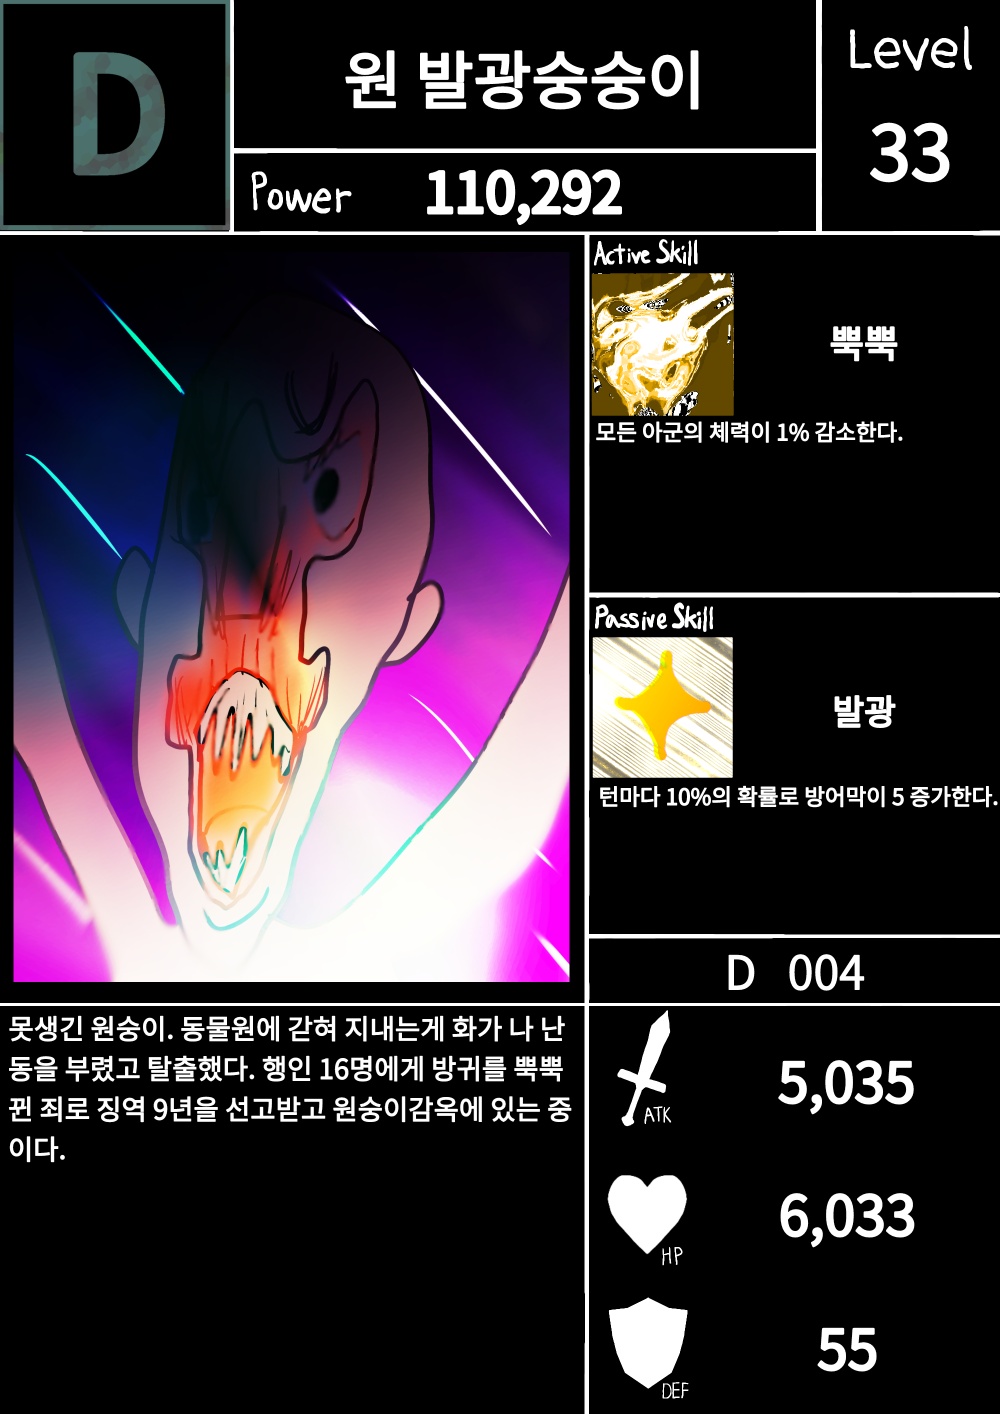 D
원 발광숭숭이
Level
33
Power 110,292
Active Skill
뿍뿍
모든 아군의 체력이 1% 감소한다.
Passive Skill
발광
턴마다 10%의 확률로 방어막이 5 증가한다.
D 004
못생긴 원숭이. 동물원에 갇혀 지내는게 화가 나 난
동을 부렸고 탈출했다. 행인 16명에게 방귀를 뿍뿍
뀐 죄로 징역 9년을 선고받고 원숭이감옥에 있는 중
이다.
ATK 5,035
HP 6,033
DEF 55